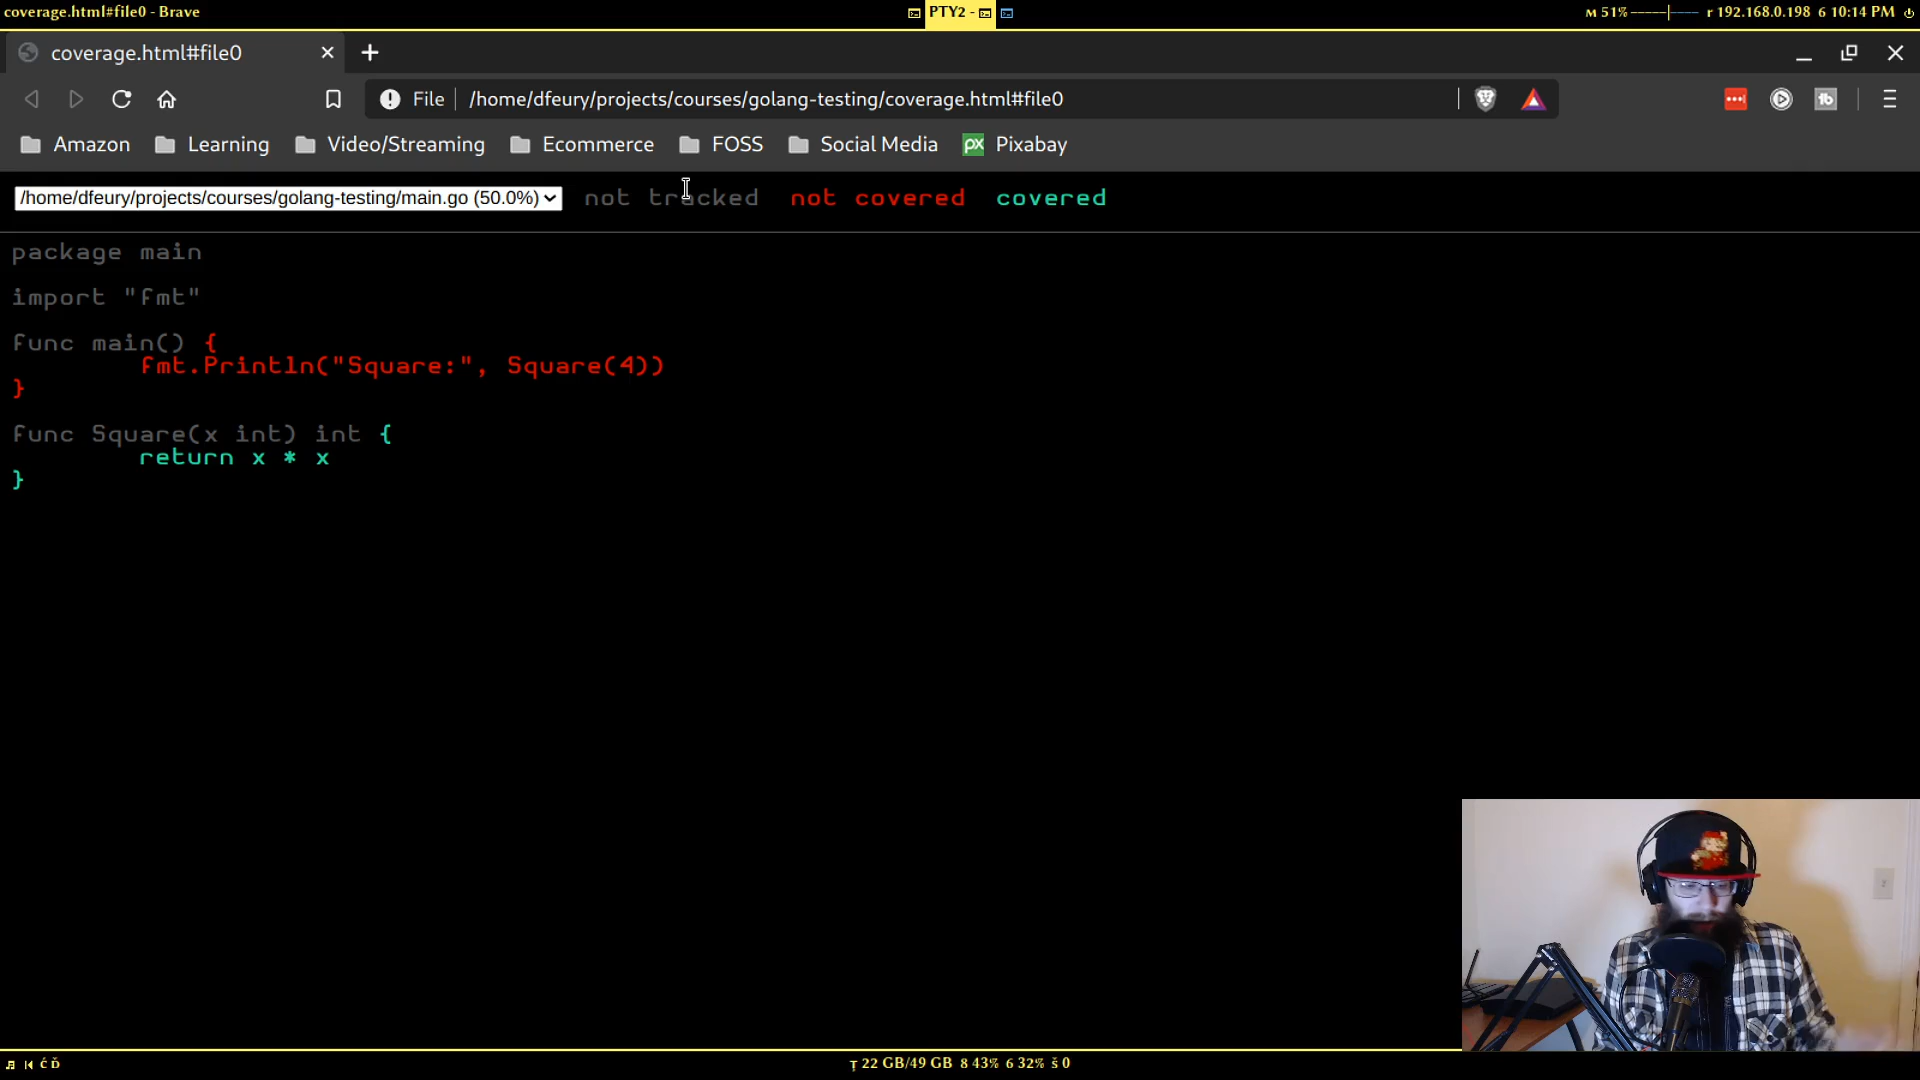 coverage.html#file0 - Brave
PTY2 -
51% 192.168.0.198 6 10:14 PM
coverage.html#file0
File /home/dfeury/projects/courses/golang-testing/coverage.html#file0
Amazon Learning Video/Streaming Ecommerce FOSS Social Media Pixabay
/home/dfeury/projects/courses/golang-testing/main.go (50.0%) not tracked not covered covered
package main
import "fmt"
func main() {
fmt.Println("Square:", Square(4))
}
func Square(x int) int {
return x * x
}
22 GB/49 GB 8 43% 6 32% š 0